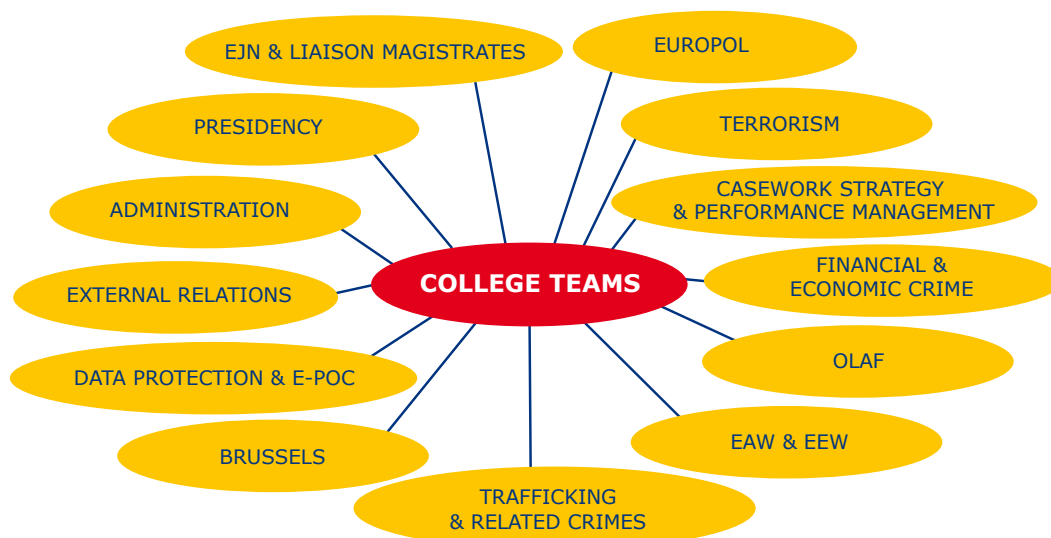 EJN & LIAISON MAGISTRATES
EUROPOL
PRESIDENCY
TERRORISM
ADMINISTRATION
CASEWORK STRATEGY
& PERFORMANCE MANAGEMENT
COLLEGE TEAMS
EXTERNAL RELATIONS
FINANCIAL &
ECONOMIC CRIME
DATA PROTECTION & E-POC
OLAF
BRUSSELS
EAW & EEW
TRAFFICKING
& RELATED CRIMES